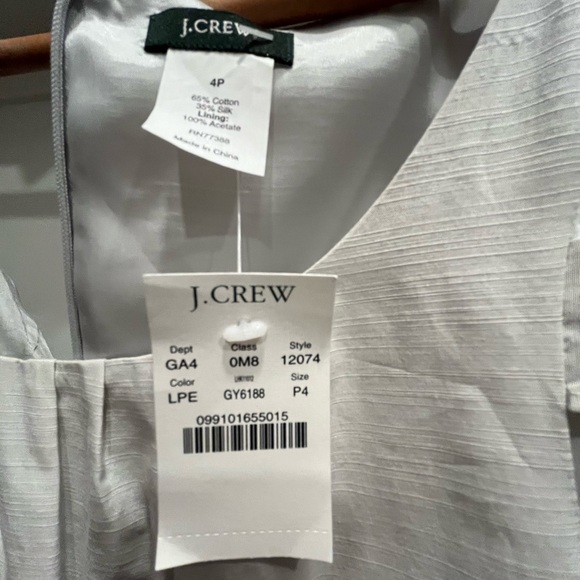 J.CREW
4P
65% Cotton
35% Silk
Lining:
100% Acetate
RN77388
Made in China
J.CREW
Dept Class Style
GA4 0M8 12074
Color Size
LPE GY6188 P4
099101655015